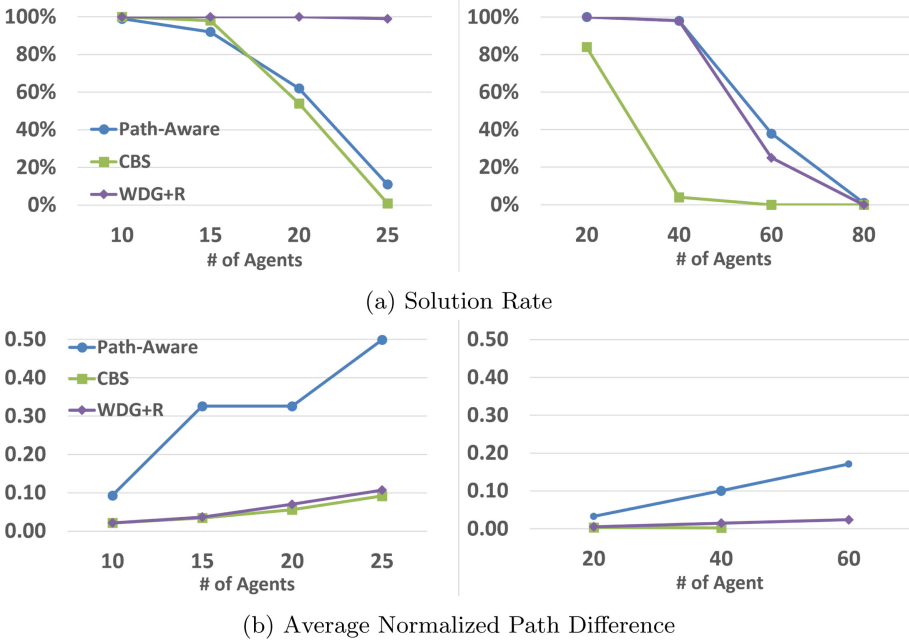 100%
80%
60%
40%
20%
0%
Path-Aware
CBS
WDG+R
10 15 20 25
# of Agents
100%
80%
60%
40%
20%
0%
20 40 60 80
# of Agents
(a) Solution Rate
0.50
0.40
0.30
0.20
0.10
0.00
Path-Aware
CBS
WDG+R
10 15 20 25
# of Agents
0.50
0.40
0.30
0.20
0.10
0.00
20 40 60
# of Agent
(b) Average Normalized Path Difference